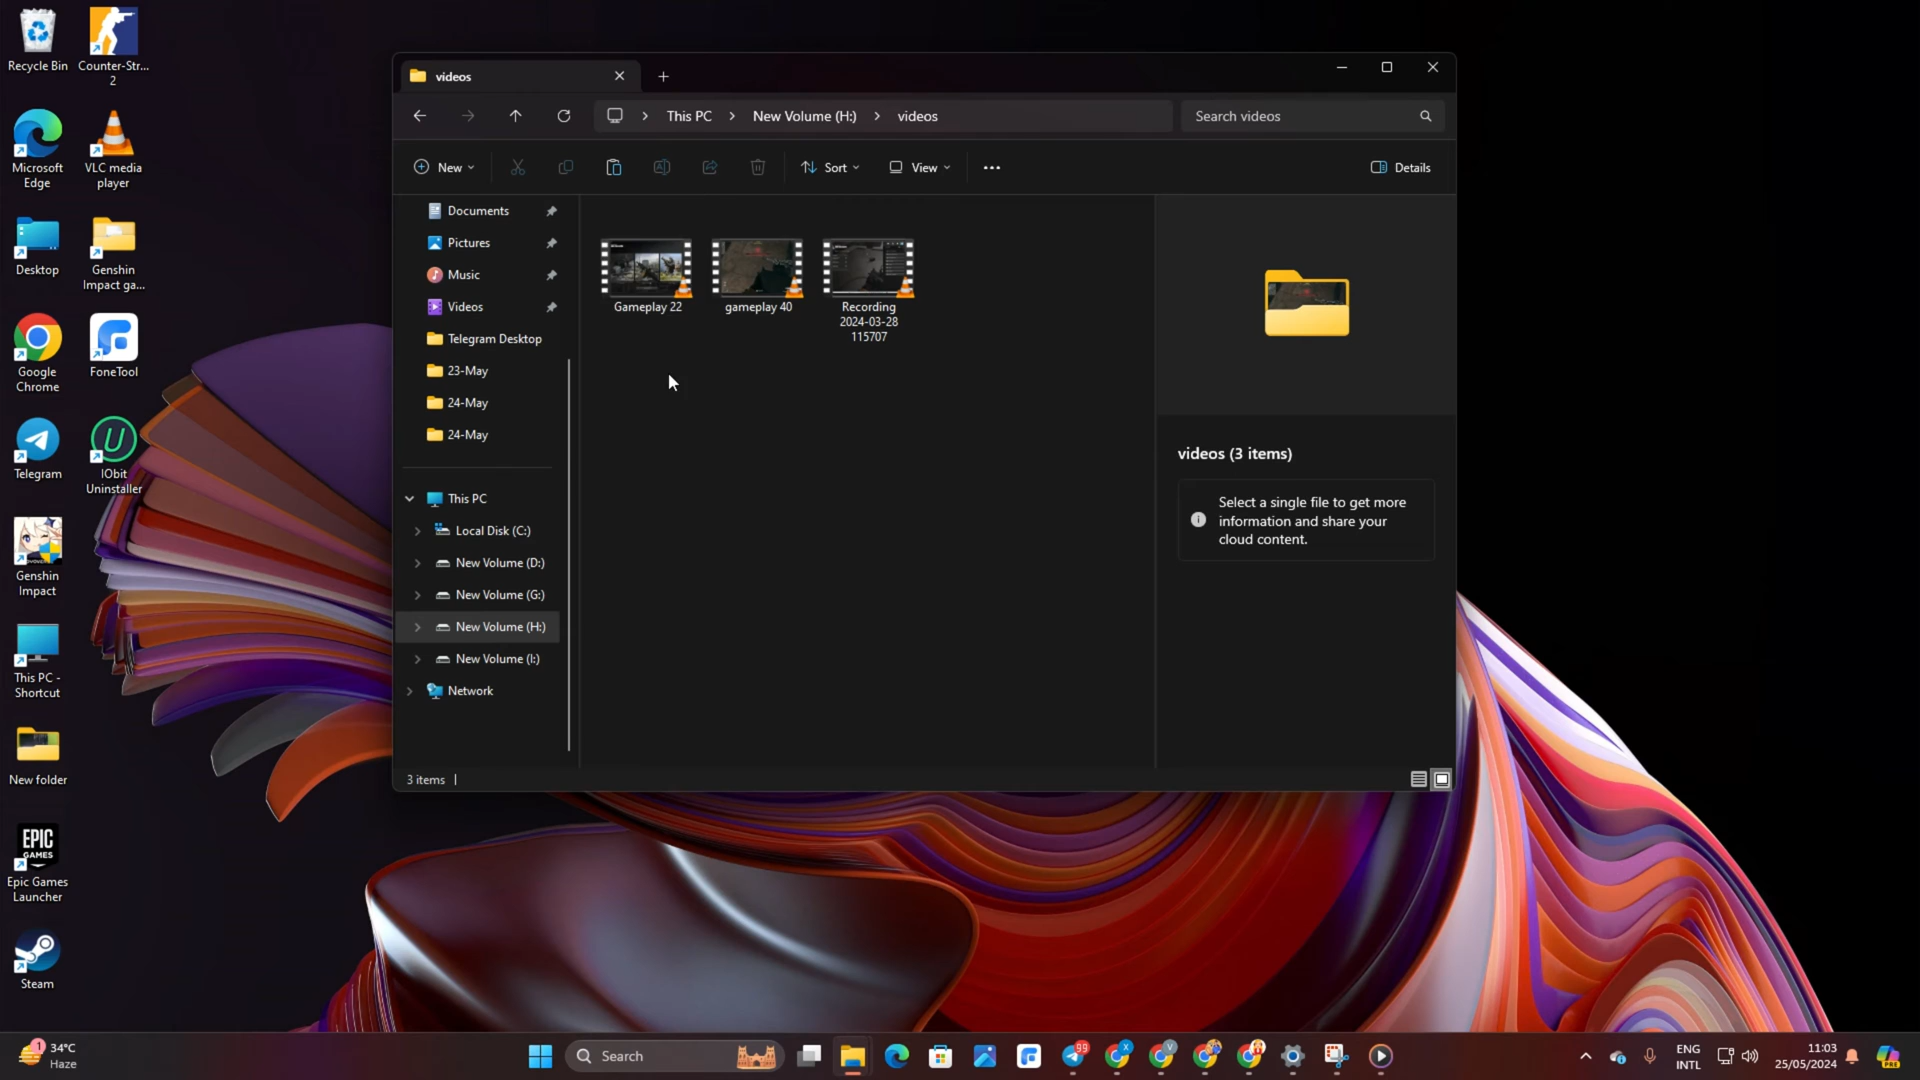 Recycle Bin
Counter-Str...
2
Microsoft
Edge
VLC media
player
Desktop
Genshin
Impact ga...
Google
Chrome
FoneTool
Telegram
IObit
Uninstaller
Genshin
Impact
This PC -
Shortcut
New folder
EPIC
GAMES
Epic Games
Launcher
Steam
videos
This PC
New Volume (H:)
videos
Search videos
New
Sort
View
Details
Documents
Pictures
Music
Videos
Telegram Desktop
23-May
24-May
24-May
This PC
Local Disk (C:)
New Volume (D:)
New Volume (G:)
New Volume (H:)
New Volume (I:)
Network
Gameplay 22
gameplay 40
Recording
2024-03-28
115707
videos (3 items)
Select a single file to get more
information and share your
cloud content.
3 items
1
34°C
Haze
Search
99
X
V
ENG
INTL
11:03
25/05/2024
PRE